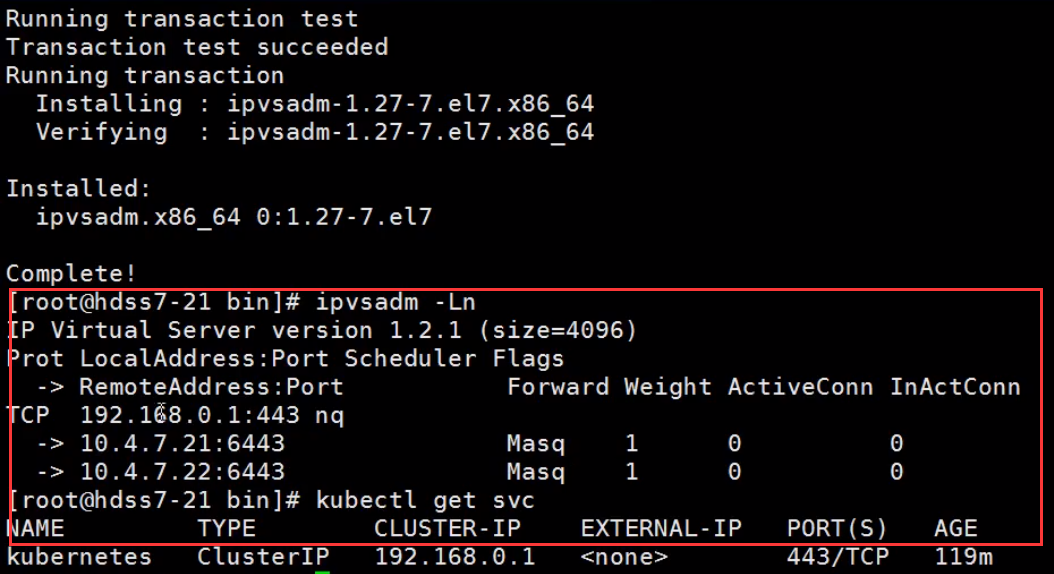 Running transaction test
Transaction test succeeded
Running transaction
  Installing : ipvsadm-1.27-7.el7.x86_64
  Verifying  : ipvsadm-1.27-7.el7.x86_64
Installed:
  ipvsadm.x86_64 0:1.27-7.el7
Complete!
[root@hdss7-21 bin]# ipvsadm -Ln
IP Virtual Server version 1.2.1 (size=4096)
Prot LocalAddress:Port Scheduler Flags
  -> RemoteAddress:Port           Forward Weight ActiveConn InActConn
TCP  192.168.0.1:443 nq
  -> 10.4.7.21:6443               Masq    1      0          0
  -> 10.4.7.22:6443               Masq    1      0          0
[root@hdss7-21 bin]# kubectl get svc
NAME         TYPE        CLUSTER-IP    EXTERNAL-IP   PORT(S)   AGE
kubernetes   ClusterIP   192.168.0.1   <none>        443/TCP   119m